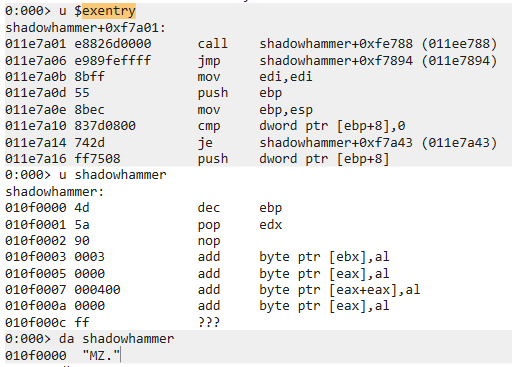 0:000> u $exentry
shadowhammer+0xf7a01:
011e7a01 e8826d0000 call shadowhammer+0xfe788 (011ee788)
011e7a06 e989feffff jmp shadowhammer+0xf7894 (011e7894)
011e7a0b 8bff mov edi,edi
011e7a0d 55 push ebp
011e7a0e 8bec mov ebp,esp
011e7a10 837d0800 cmp dword ptr [ebp+8],0
011e7a14 742d je shadowhammer+0xf7a43 (011e7a43)
011e7a16 ff7508 push dword ptr [ebp+8]
0:000> u shadowhammer
shadowhammer:
010f0000 4d dec ebp
010f0001 5a pop edx
010f0002 90 nop
010f0003 0003 add byte ptr [ebx],al
010f0005 0000 add byte ptr [eax],al
010f0007 000400 add byte ptr [eax+eax],al
010f000a 0000 add byte ptr [eax],al
010f000c ff ???
0:000> da shadowhammer
010f0000 "MZ."